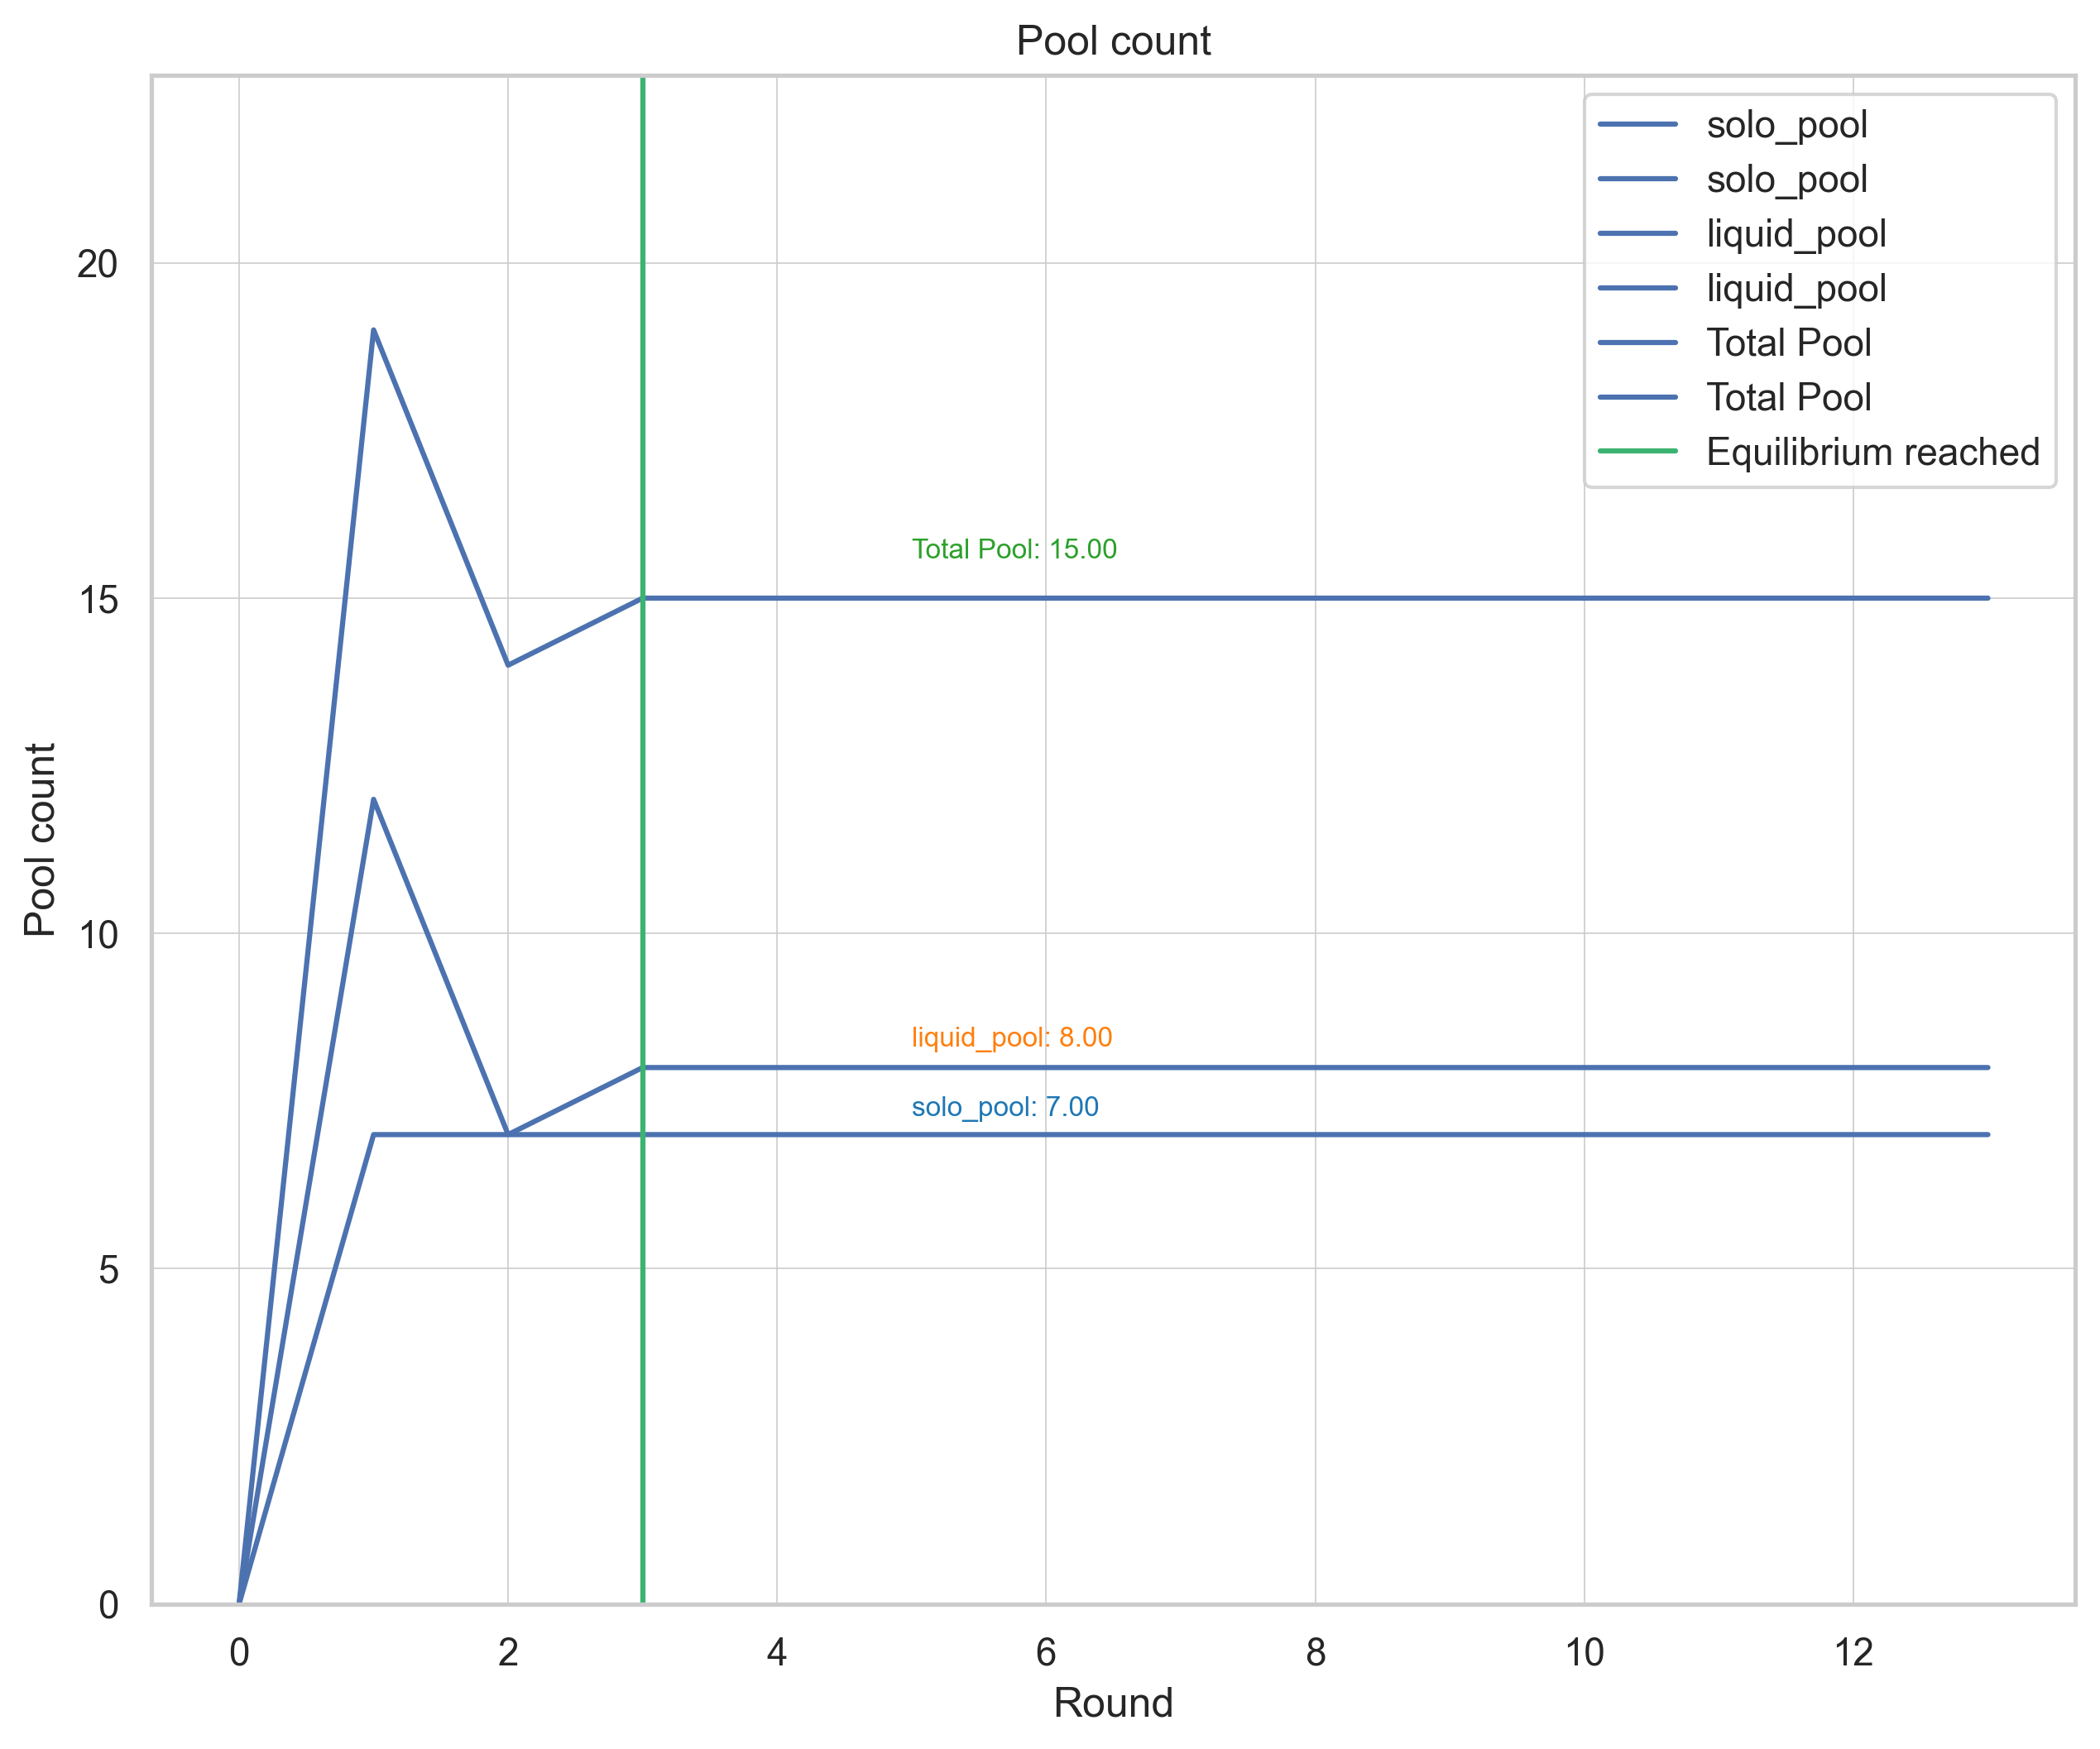 Pool count
solo_pool
solo_pool
liquid_pool
liquid_pool
Total Pool
Total Pool
Equilibrium reached
Total Pool: 15.00
liquid_pool: 8.00
solo_pool: 7.00
Pool count
20
15
10
5
0
0 2 4 6 8 10 12
Round